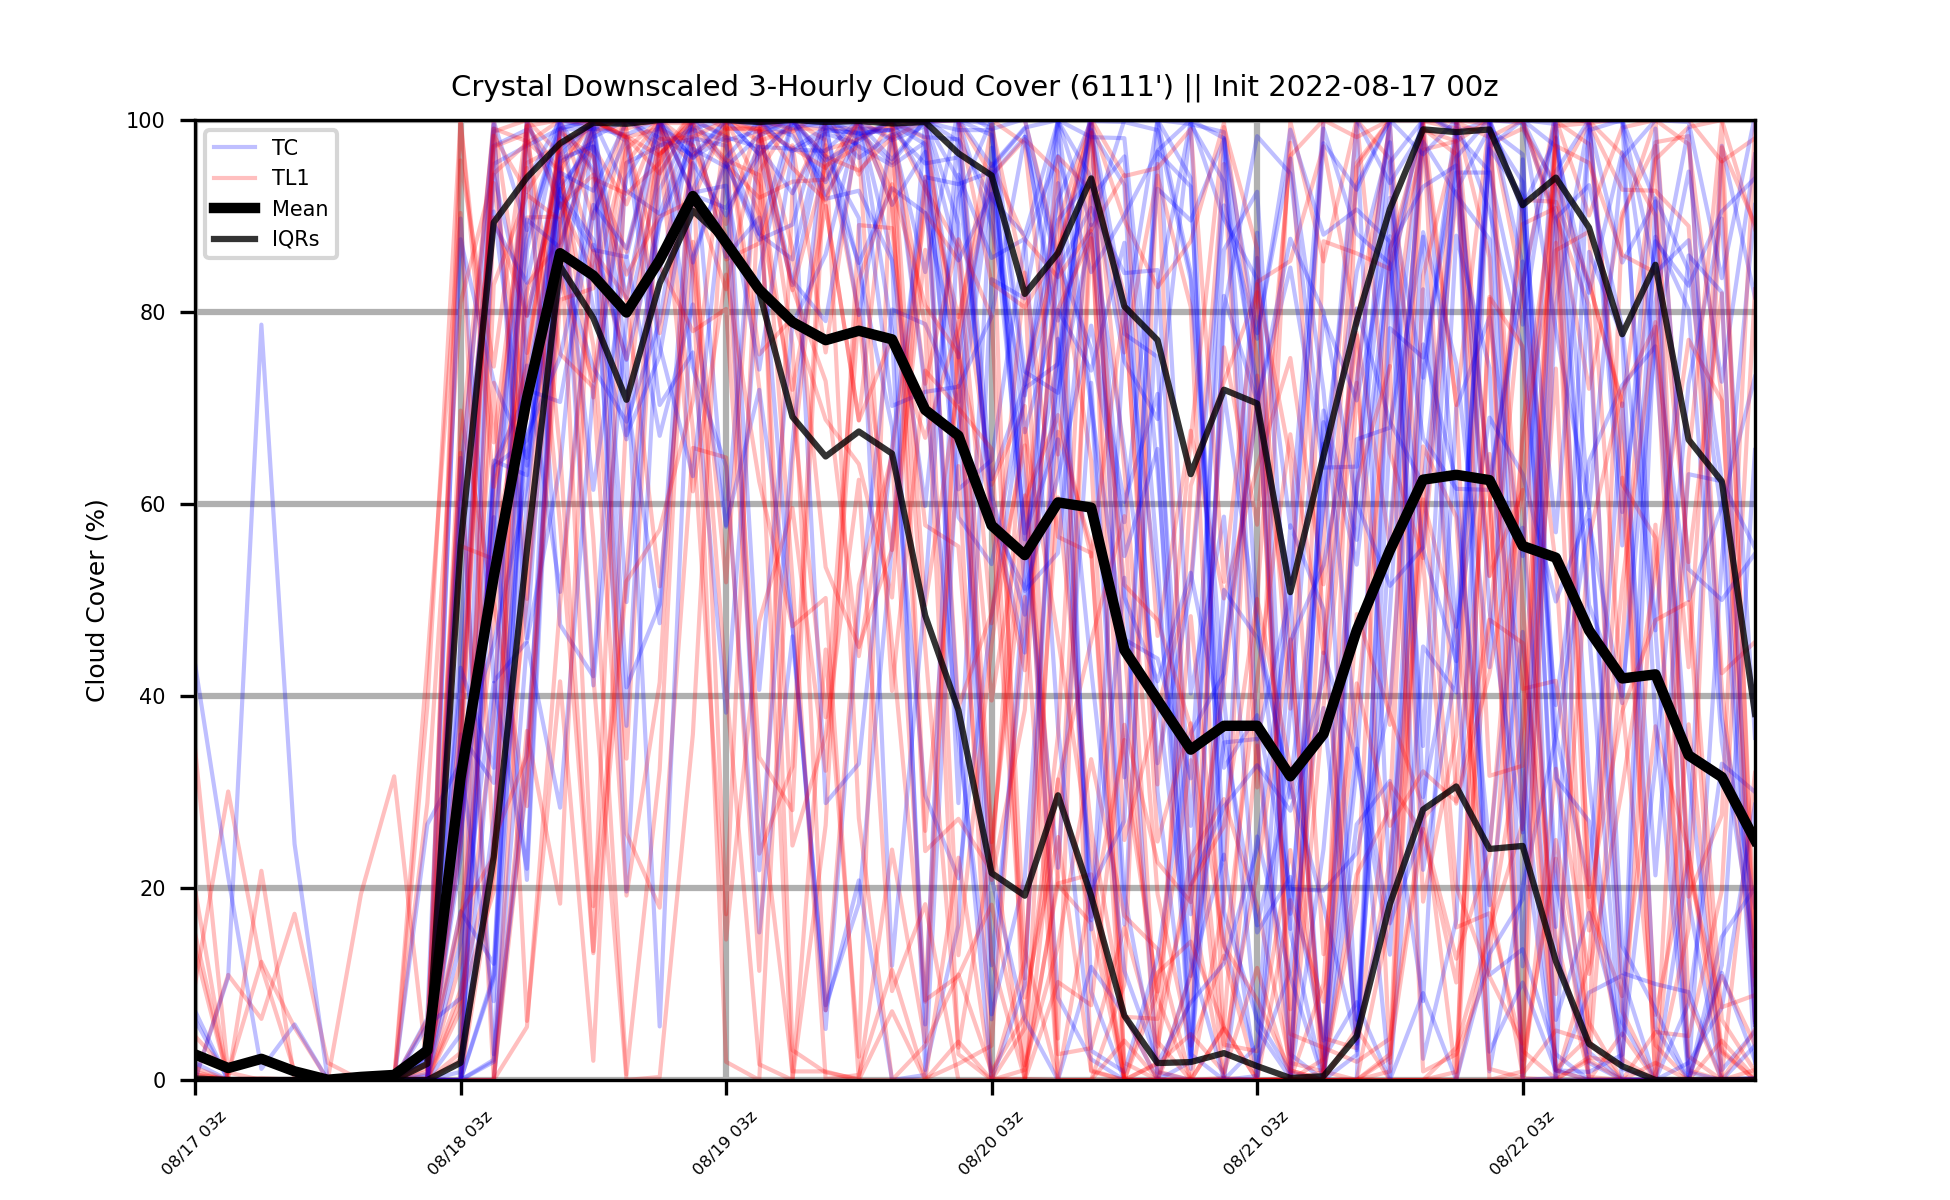 Crystal Downscaled 3-Hourly Cloud Cover (6111') || Init 2022-08-17 00z
TC
TL1
Mean
IQRs
Cloud Cover (%)
100
80
60
40
20
0
08/17 03z
08/18 03z
08/19 03z
08/20 03z
08/21 03z
08/22 03z